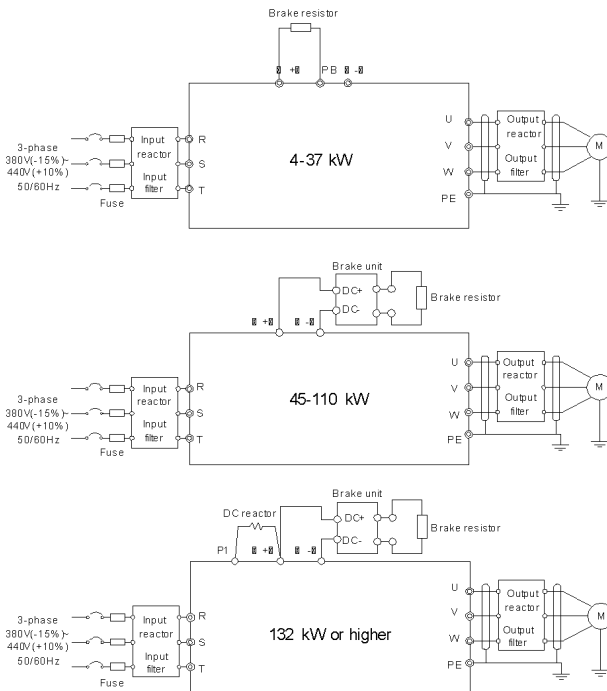 Brake resistor
+
PB
-
3-phase
380V(-15%)~
440V(+10%)
50/60Hz
Fuse
Input
reactor
Input
filter
R
S
T
4-37 kW
U
V
W
PE
Output
reactor
Output
filter
M
Brake unit
DC+
DC-
Brake resistor
+
-
3-phase
380V(-15%)~
440V(+10%)
50/60Hz
Fuse
Input
reactor
Input
filter
R
S
T
45-110 kW
U
V
W
PE
Output
reactor
Output
filter
M
Brake unit
DC reactor
DC+
DC-
Brake resistor
P1
+
-
3-phase
380V(-15%)~
440V(+10%)
50/60Hz
Fuse
Input
reactor
Input
filter
R
S
T
132 kW or higher
U
V
W
PE
Output
reactor
Output
filter
M